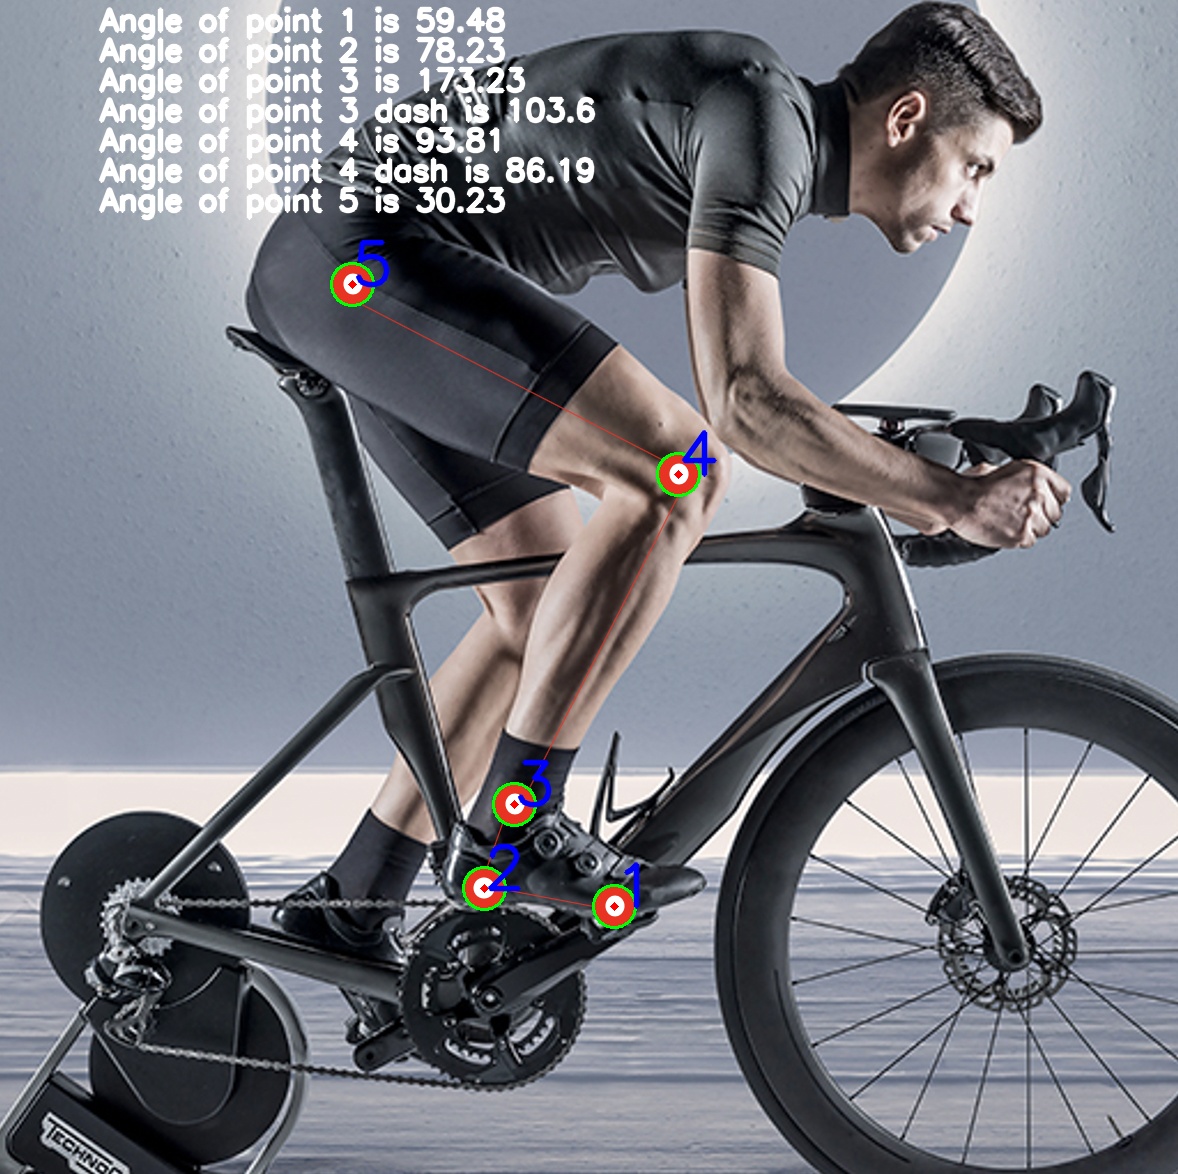 Angle of point 1 is 59.48
Angle of point 2 is 78.23
Angle of point 3 is 173.23
Angle of point 3 dash is 103.6
Angle of point 4 is 93.81
Angle of point 4 dash is 86.19
Angle of point 5 is 30.23
5
4
3
2
1
TECHNOG